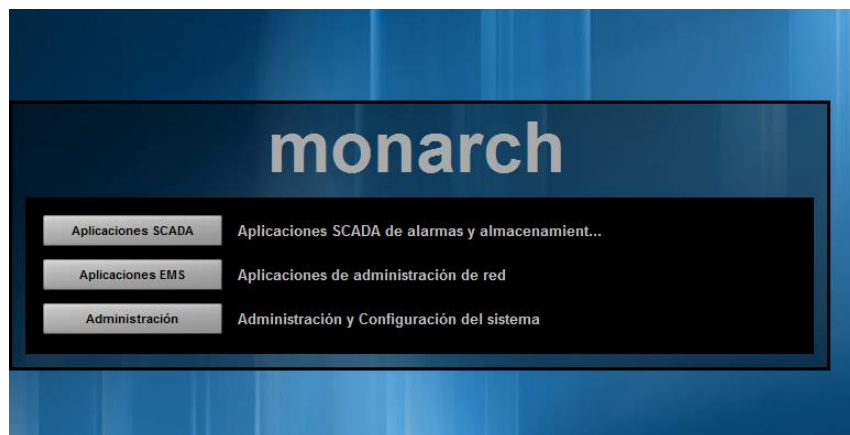 monarch
Aplicaciones SCADA Aplicaciones SCADA de alarmas y almacenamient...
Aplicaciones EMS Aplicaciones de administración de red
Administración Administración y Configuración del sistema